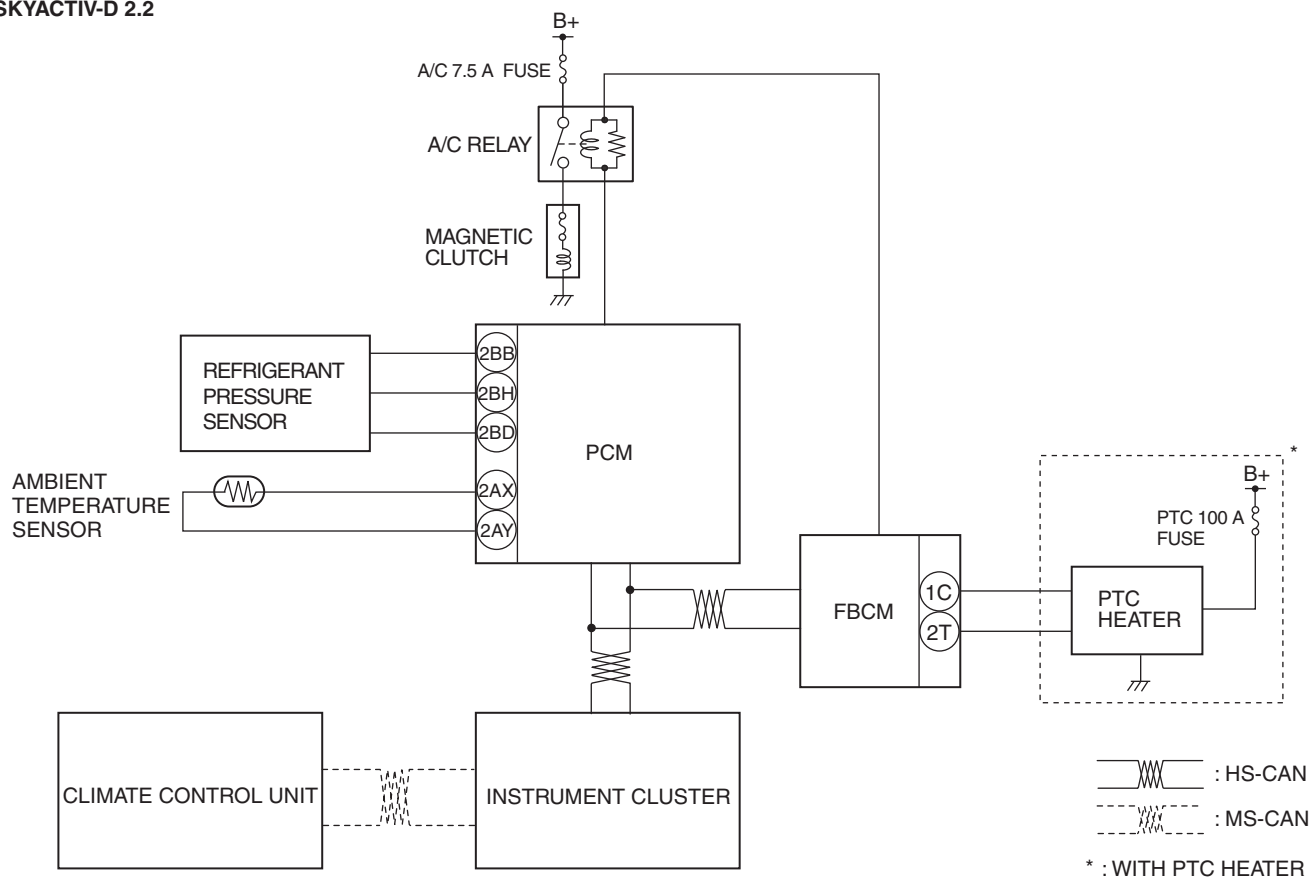 SKYACTIV-D 2.2
B+
A/C 7.5 A FUSE
A/C RELAY
MAGNETIC
CLUTCH
REFRIGERANT
PRESSURE
SENSOR
2BB
2BH
2BD
PCM
AMBIENT
TEMPERATURE
SENSOR
2AX
2AY
*
B+
PTC 100 A
FUSE
FBCM
1C
2T
PTC
HEATER
CLIMATE CONTROL UNIT
INSTRUMENT CLUSTER
: HS-CAN
: MS-CAN
* : WITH PTC HEATER